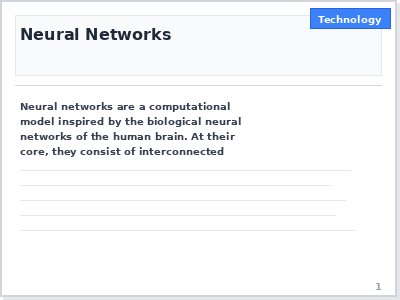 Technology
Neural Networks
Neural networks are a computational
model inspired by the biological neural
networks of the human brain. At their
core, they consist of interconnected
1